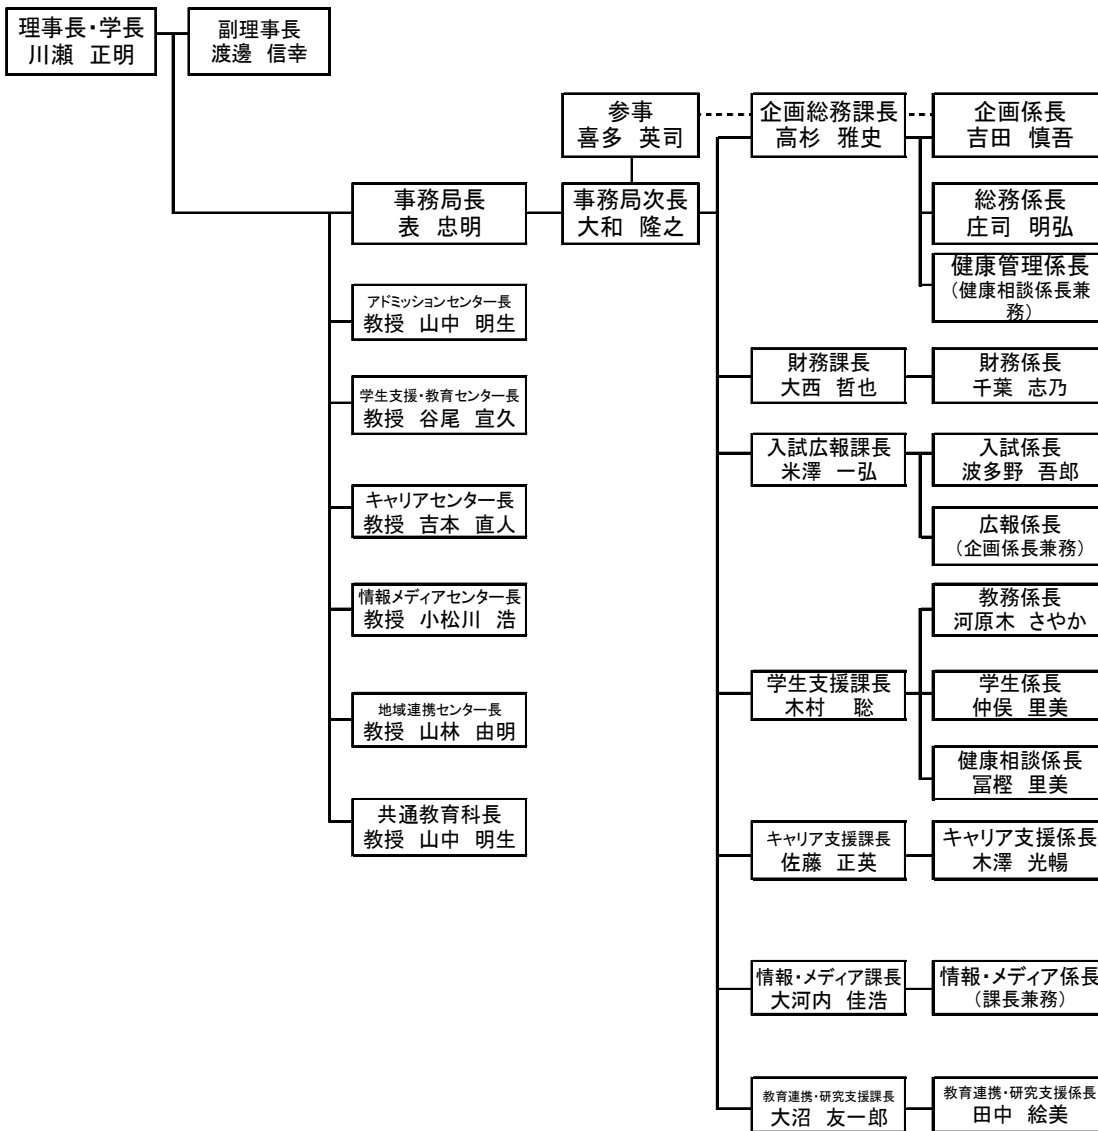 理事長・学長
川瀬 正明
副理事長
渡邊 信幸
参事
喜多 英司
企画総務課長
高杉 雅史
企画係長
吉田 慎吾
事務局長
表 忠明
事務局次長
大和 隆之
総務係長
庄司 明弘
健康管理係長
(健康相談係長兼
務)
アドミッションセンター長
教授 山中 明生
財務課長
大西 哲也
財務係長
千葉 志乃
学生支援・教育センター長
教授 谷尾 宣久
入試広報課長
米澤 一弘
入試係長
波多野 吾郎
キャリアセンター長
教授 吉本 直人
広報係長
(企画係長兼務)
情報メディアセンター長
教授 小松川 浩
教務係長
河原木 さやか
地域連携センター長
教授 山林 由明
学生支援課長
木村 聡
学生係長
仲俣 里美
健康相談係長
冨樫 里美
共通教育科長
教授 山中 明生
キャリア支援課長
佐藤 正英
キャリア支援係長
木澤 光暢
情報・メディア課長
大河内 佳浩
情報・メディア係長
(課長兼務)
教育連携・研究支援課長
大沼 友一郎
教育連携・研究支援係長
田中 絵美